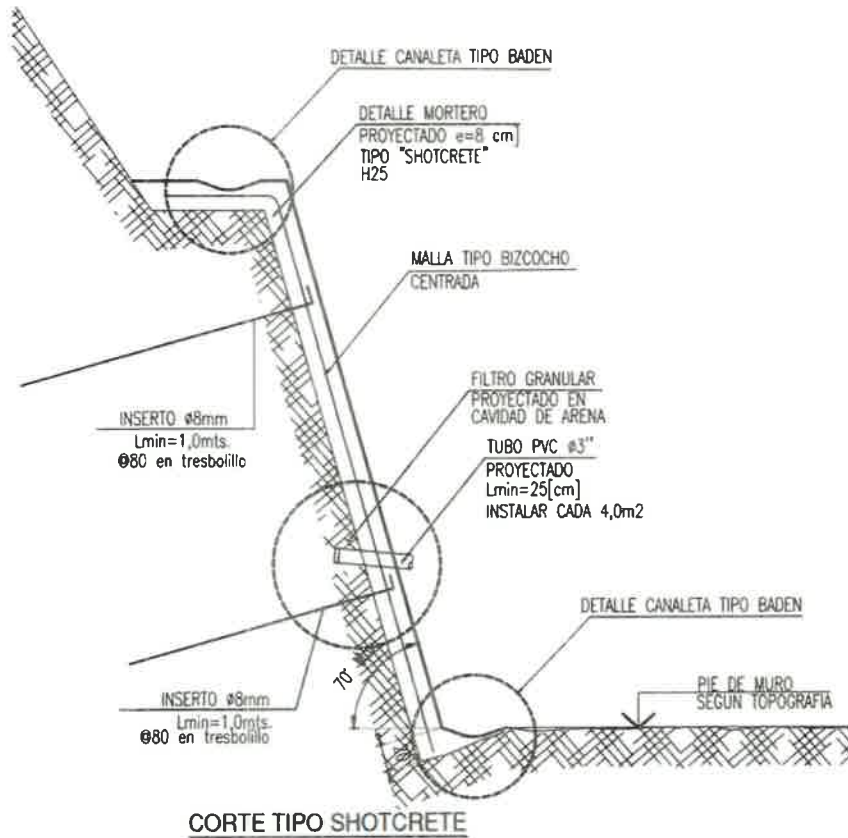 DETALLE CANALETA TIPO BADEN
DETALLE MORTERO
PROYECTADO e=8 cm]
TIPO "SHOTCRETE"
H25
MALLA TIPO BIZCOCHO
CENTRADA
FILTRO GRANULAR
PROYECTADO EN
CAVIDAD DE ARENA
INSERTO ø8mm
Lmin=1,0mts.
@80 en tresbolillo
TUBO PVC ø3"
PROYECTADO
Lmin=25[cm]
INSTALAR CADA 4,0m2
DETALLE CANALETA TIPO BADEN
70°
INSERTO ø8mm
Lmin=1,0mts.
@80 en tresbolillo
PIE DE MURO
SEGUN TOPOGRAFIA
CORTE TIPO SHOTCRETE